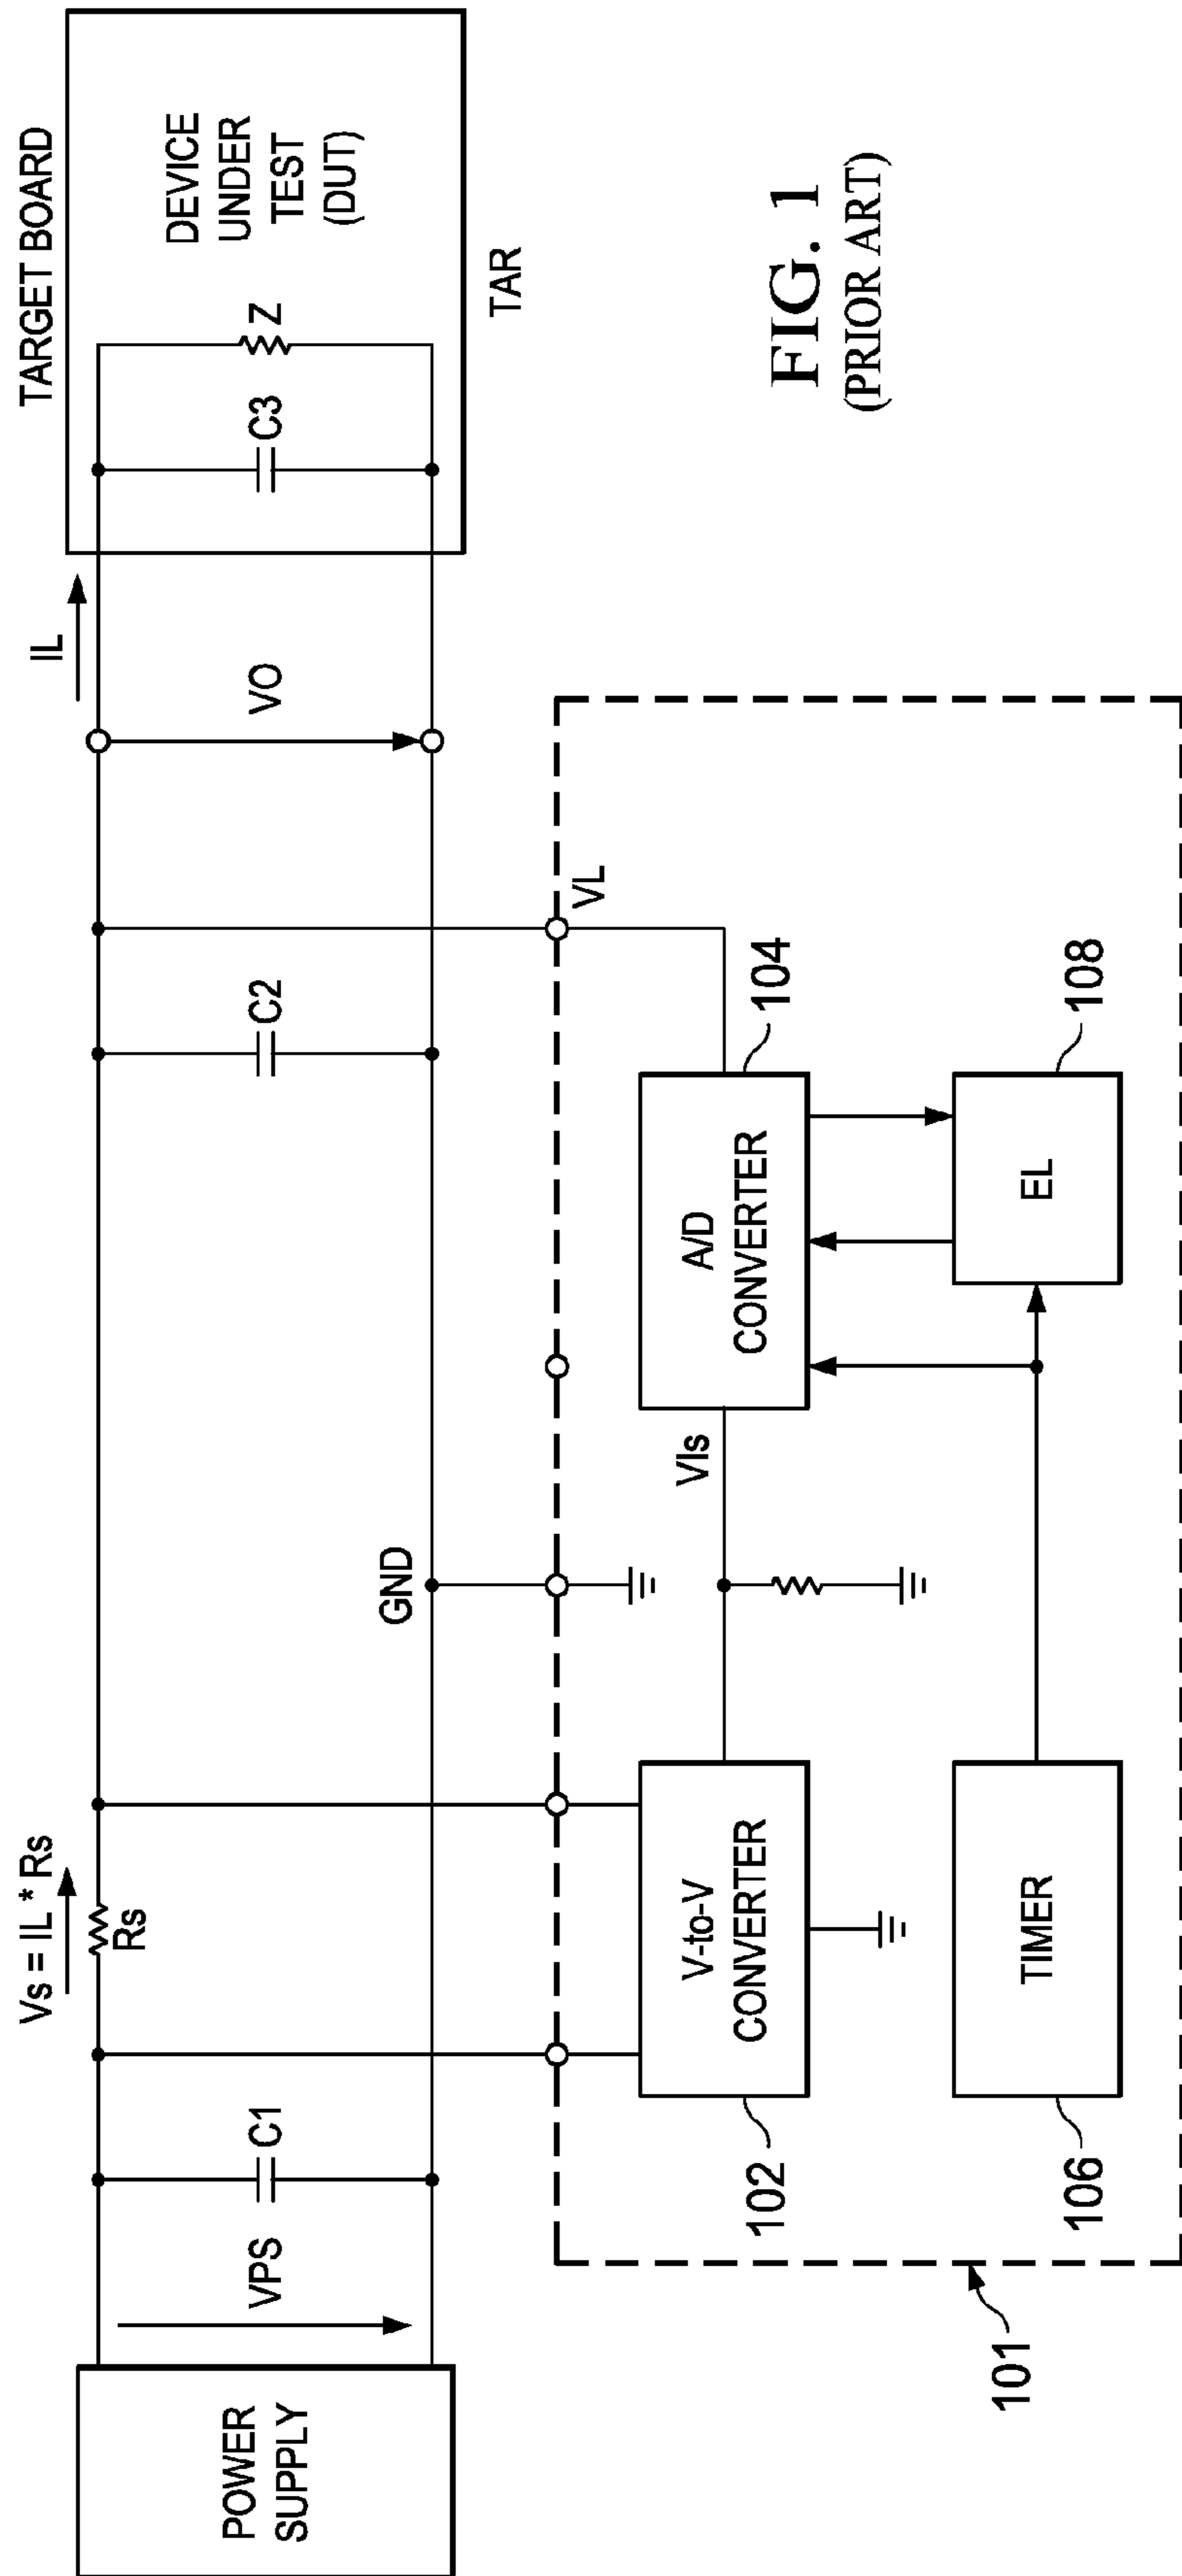 Vs = IL * Rs
Rs
IL
TARGET BOARD
POWER
SUPPLY
VPS
C1
GND
C2
VO
C3
Z
DEVICE
UNDER
TEST
(DUT)
TAR
VL
V-to-V
CONVERTER
102
VIs
A/D
CONVERTER
104
TIMER
106
EL
108
101
FIG. 1
(PRIOR ART)